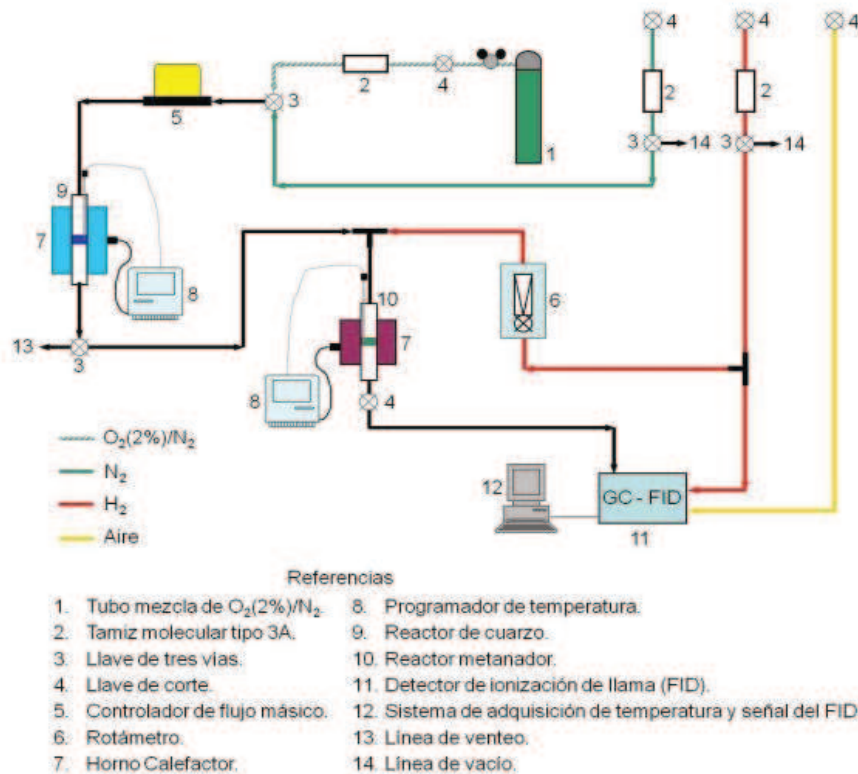 4
4
4
2
4
2
2
3
5
1
3
14
3
14
9
7
8
10
6
13
3
7
8
4
O₂(2%)/N₂
N₂
H₂
Aire
12
GC - FID
11
Referencias
1. Tubo mezcla de O₂(2%)/N₂.
2. Tamiz molecular tipo 3A.
3. Llave de tres vías.
4. Llave de corte.
5. Controlador de flujo másico.
6. Rotámetro.
7. Horno Calefactor.
8. Programador de temperatura.
9. Reactor de cuarzo.
10. Reactor metanador.
11. Detector de ionización de llama (FID).
12. Sistema de adquisición de temperatura y señal del FID
13. Línea de venteo.
14. Línea de vacío.